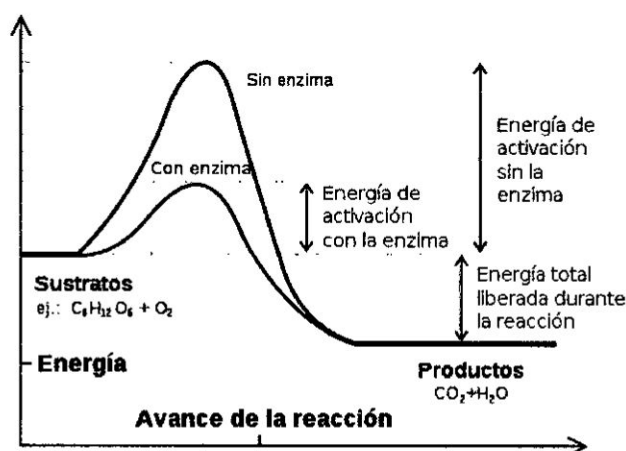 Sin enzima
Con enzima
Energía de
activación
sin la
enzima
Energía de
activación
con la enzima
Energía total
liberada durante
la reacción
Sustratos
ej.: C₆H₁₂O₆ + O₂
Energía
Productos
CO₂+H₂O
Avance de la reacción